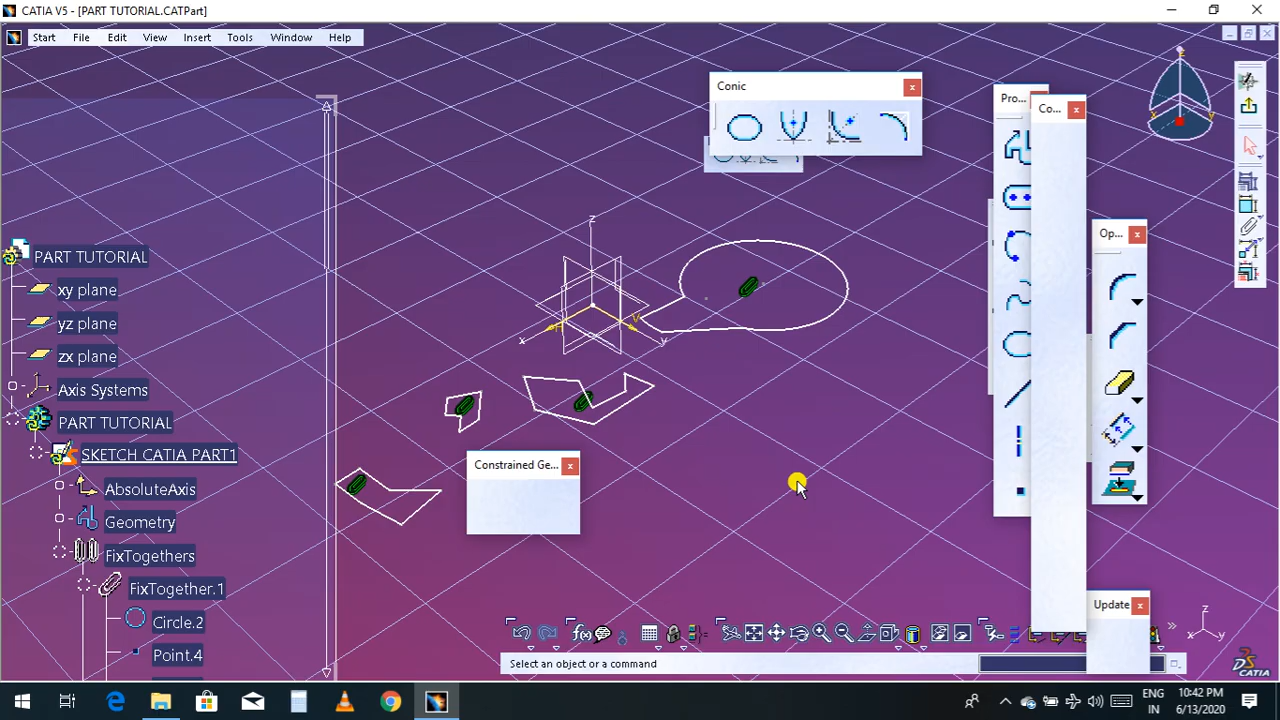 CATIA V5 - [PART TUTORIAL.CATPart]
Start File Edit View Insert Tools Window Help
Conic
Pro...
Co...
Op...
PART TUTORIAL
xy plane
yz plane
zx plane
Axis Systems
PART TUTORIAL
SKETCH CATIA PART1
AbsoluteAxis
Geometry
FixTogethers
FixTogether.1
Circle.2
Point.4
z
x
y
H
V
Constrained Ge...
Update
Select an object or a command
z
x
y
f(x)
DS
CATIA
ENG
IN
10:42 PM
6/13/2020